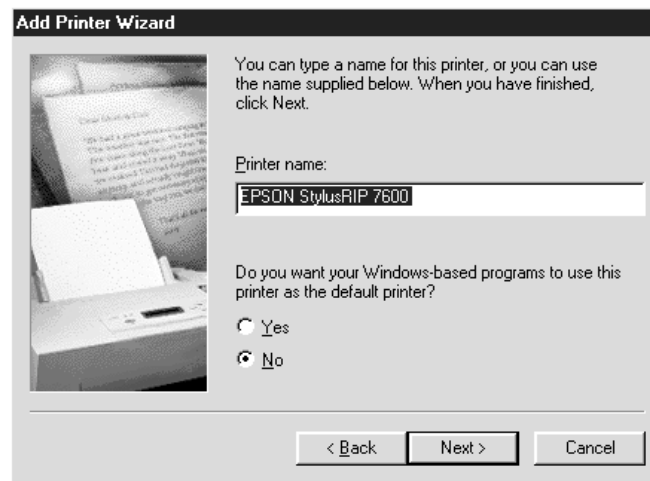 Add Printer Wizard
You can type a name for this printer, or you can use
the name supplied below. When you have finished,
click Next.
Printer name:
EPSON StylusRIP 7600
Do you want your Windows-based programs to use this
printer as the default printer?
Yes
No
< Back
Next >
Cancel